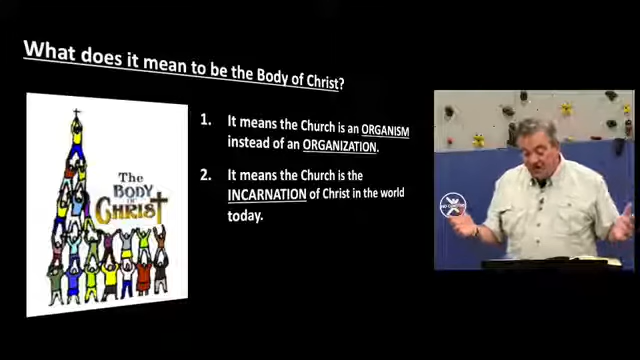 What does it mean to be the Body of Christ?
1. It means the Church is an ORGANISM
instead of an ORGANIZATION.
2. It means the Church is the
INCARNATION of Christ in the world
today.
The
BODY
OF
CHRIST